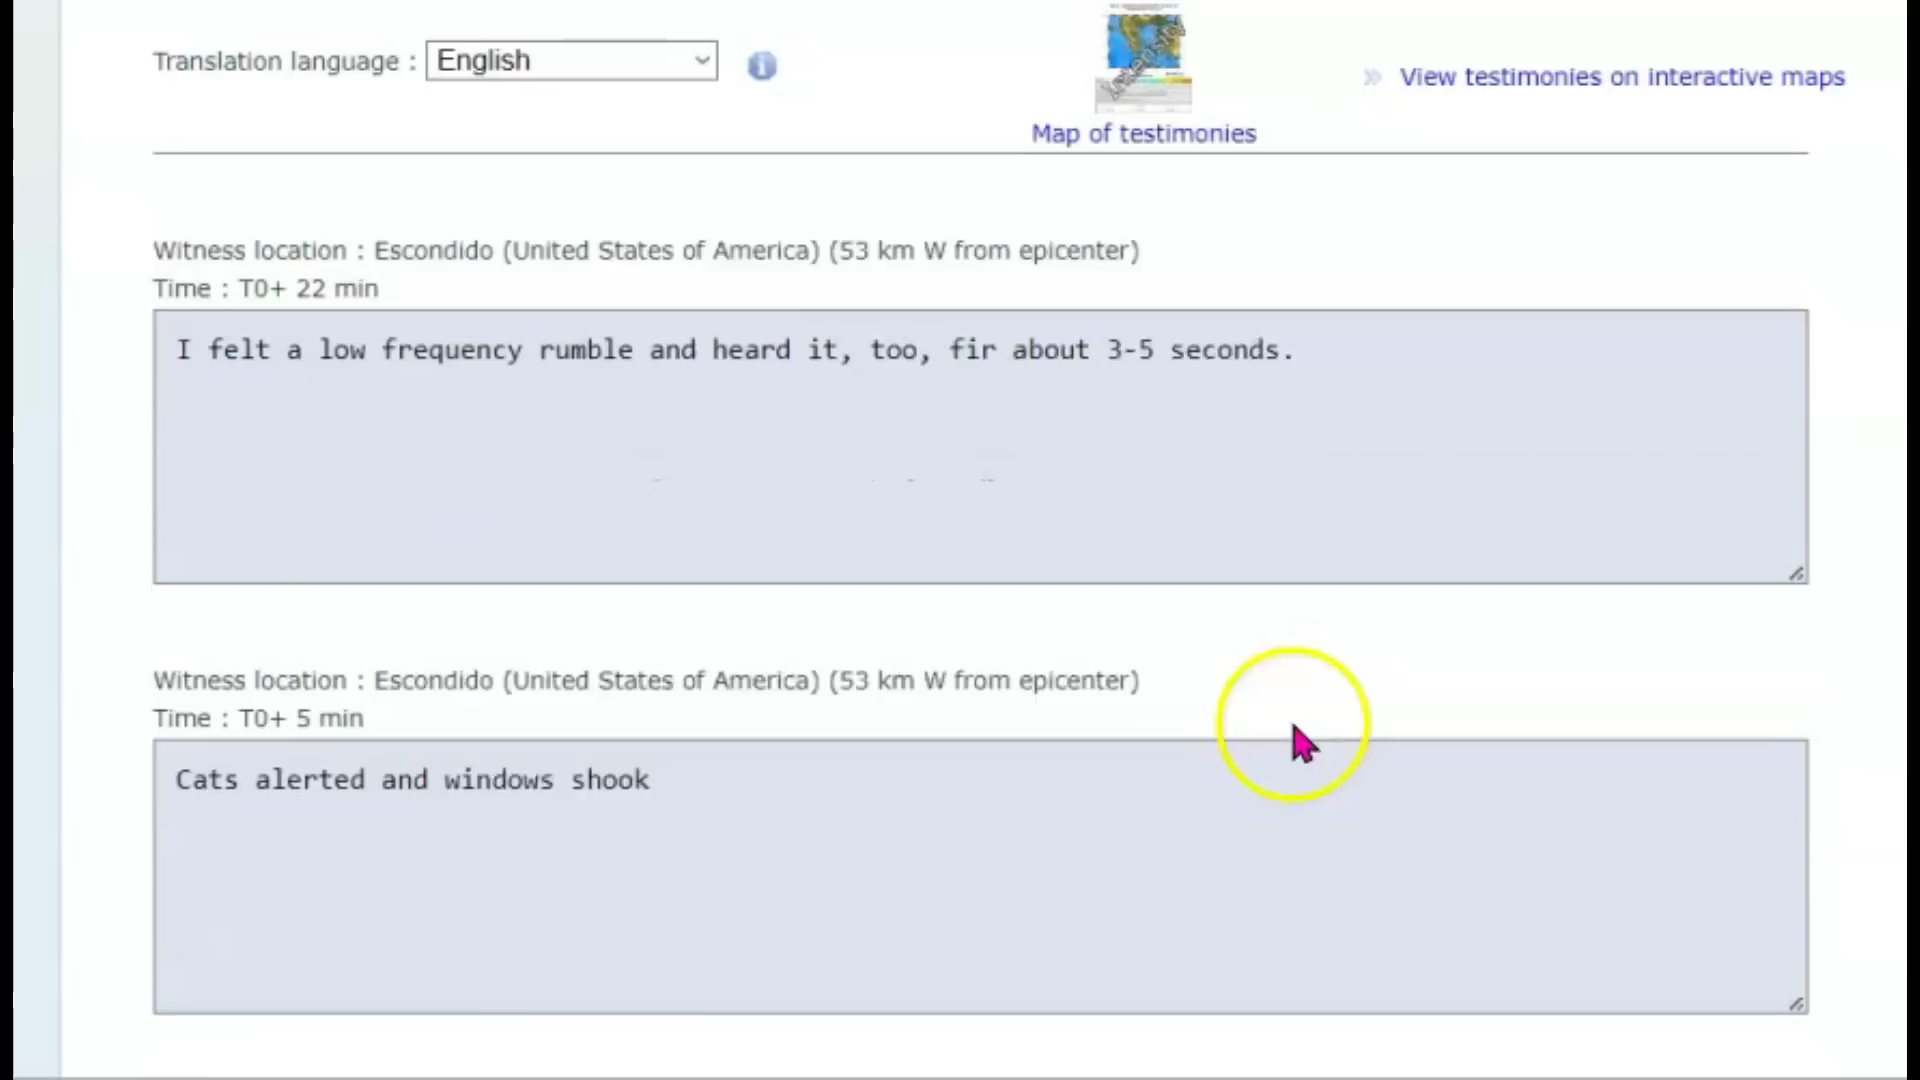 Translation language : English
Intensity
Map of testimonies
View testimonies on interactive maps
Witness location : Escondido (United States of America) (53 km W from epicenter)
Time : T0+ 22 min
I felt a low frequency rumble and heard it, too, fir about 3-5 seconds.
Witness location : Escondido (United States of America) (53 km W from epicenter)
Time : T0+ 5 min
Cats alerted and windows shook